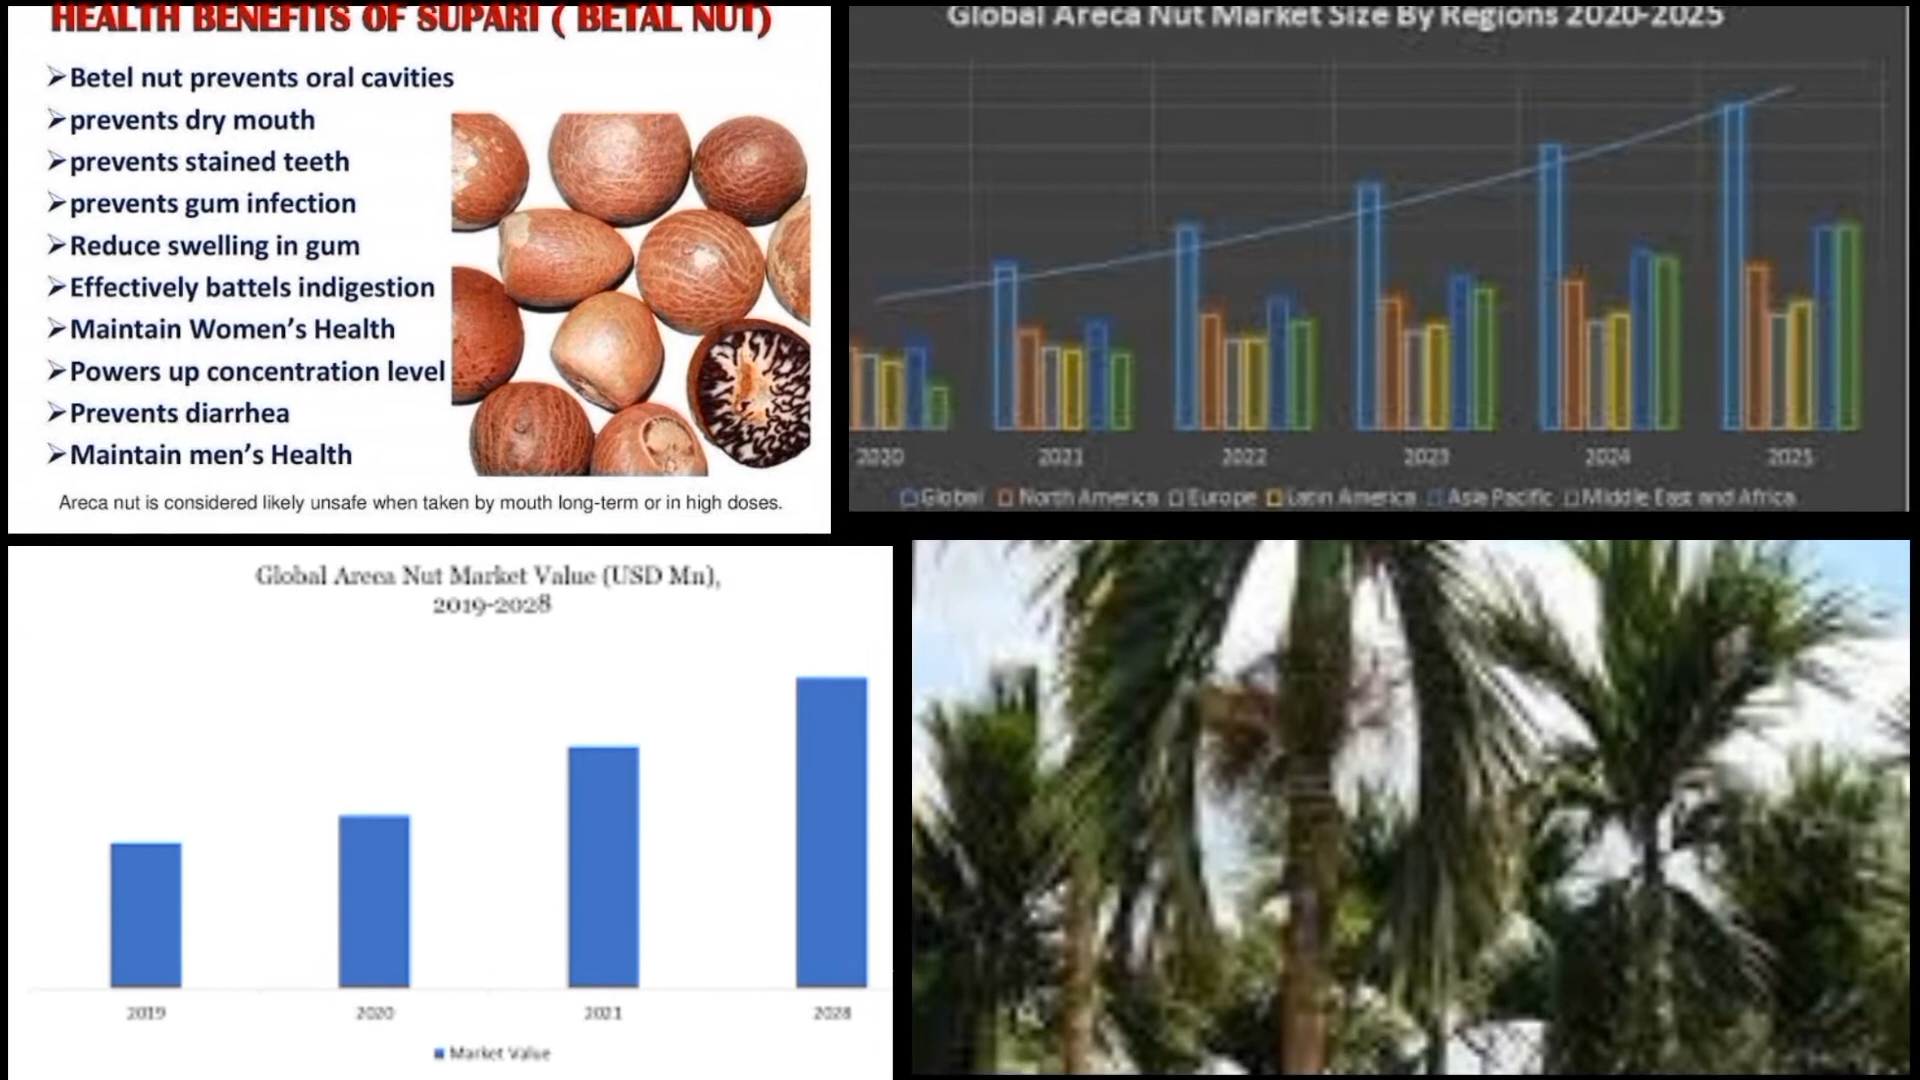 HEALTH BENEFITS OF SUPARI ( BETAL NUT)
➢Betel nut prevents oral cavities
➢prevents dry mouth
➢prevents stained teeth
➢prevents gum infection
➢Reduce swelling in gum
➢Effectively battels indigestion
➢Maintain Women's Health
➢Powers up concentration level
➢Prevents diarrhea
➢Maintain men's Health
Areca nut is considered likely unsafe when taken by mouth long-term or in high doses.
Global Areca Nut Market Size By Regions 2020-2025
2020 2021 2022 2023 2024 2025
Global North America Europe Latin America Asia Pacific Middle East and Africa
Global Areca Nut Market Value (USD Mn),
2019-2028
2019 2020 2021 2028
Market Value